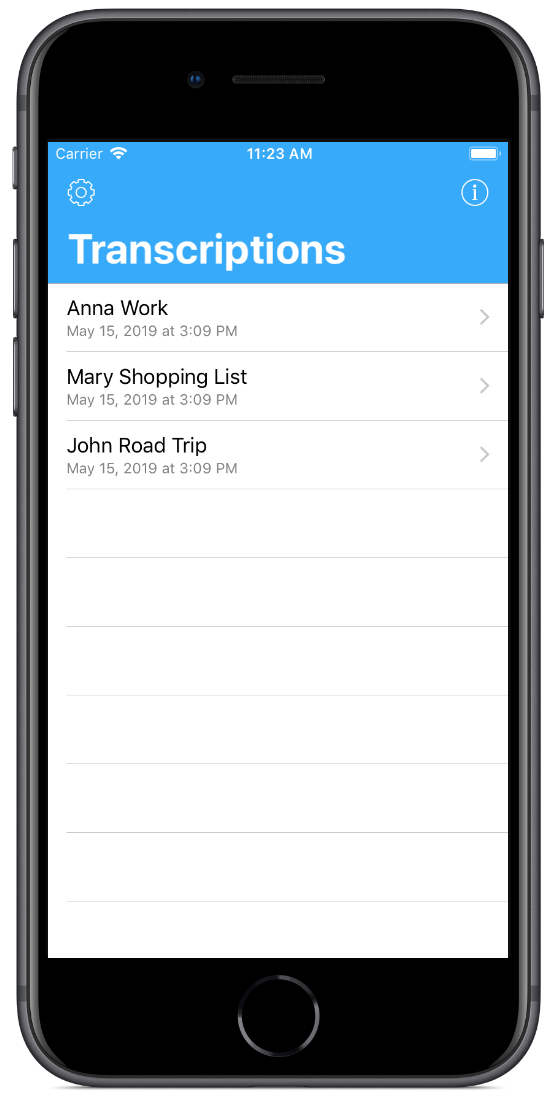 Carrier 11:23 AM
Transcriptions
Anna Work
May 15, 2019 at 3:09 PM
Mary Shopping List
May 15, 2019 at 3:09 PM
John Road Trip
May 15, 2019 at 3:09 PM